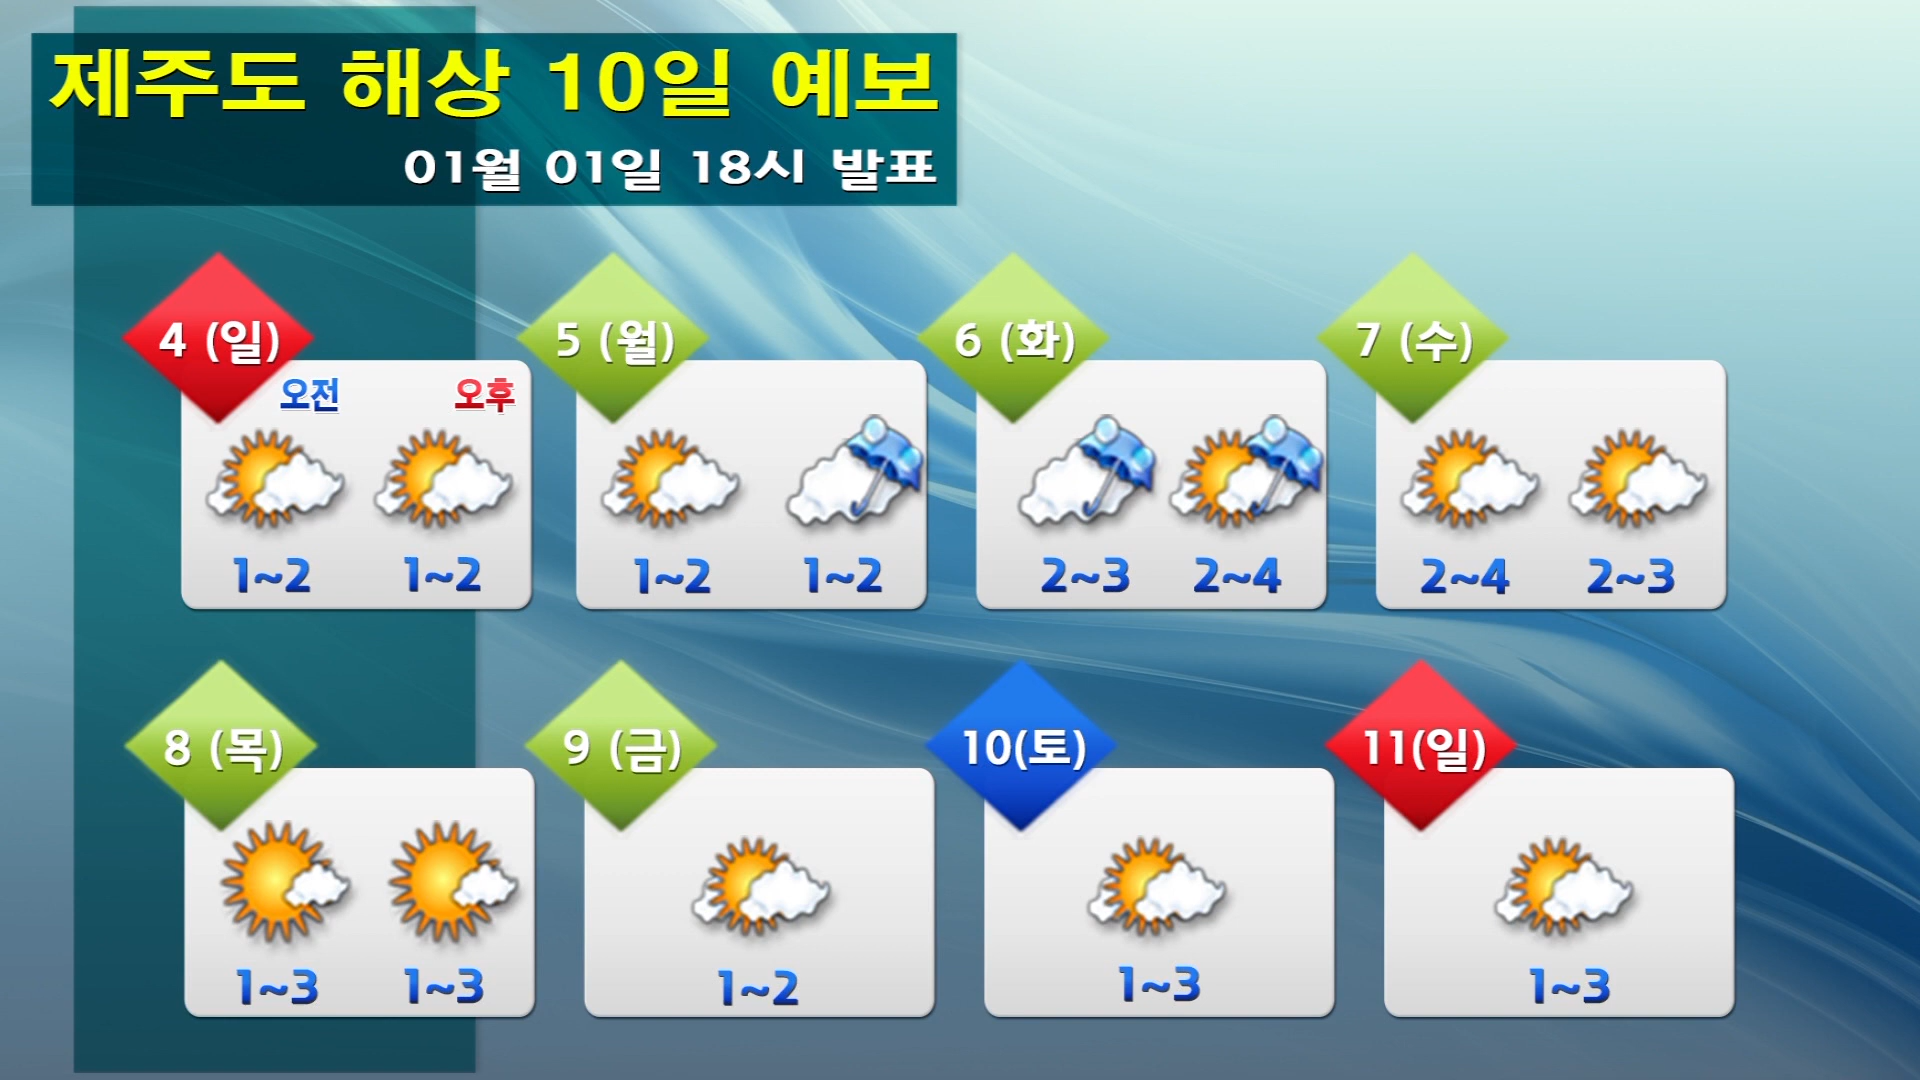 제주도 해상 10일 예보
01월 01일 18시 발표
4 (일)
5 (월)
6 (화)
7 (수)
오전 오후
1~2 1~2 1~2 1~2 2~3 2~4 2~4 2~3
8 (목)
9 (금)
10(토)
11(일)
1~3 1~3 1~2 1~3 1~3